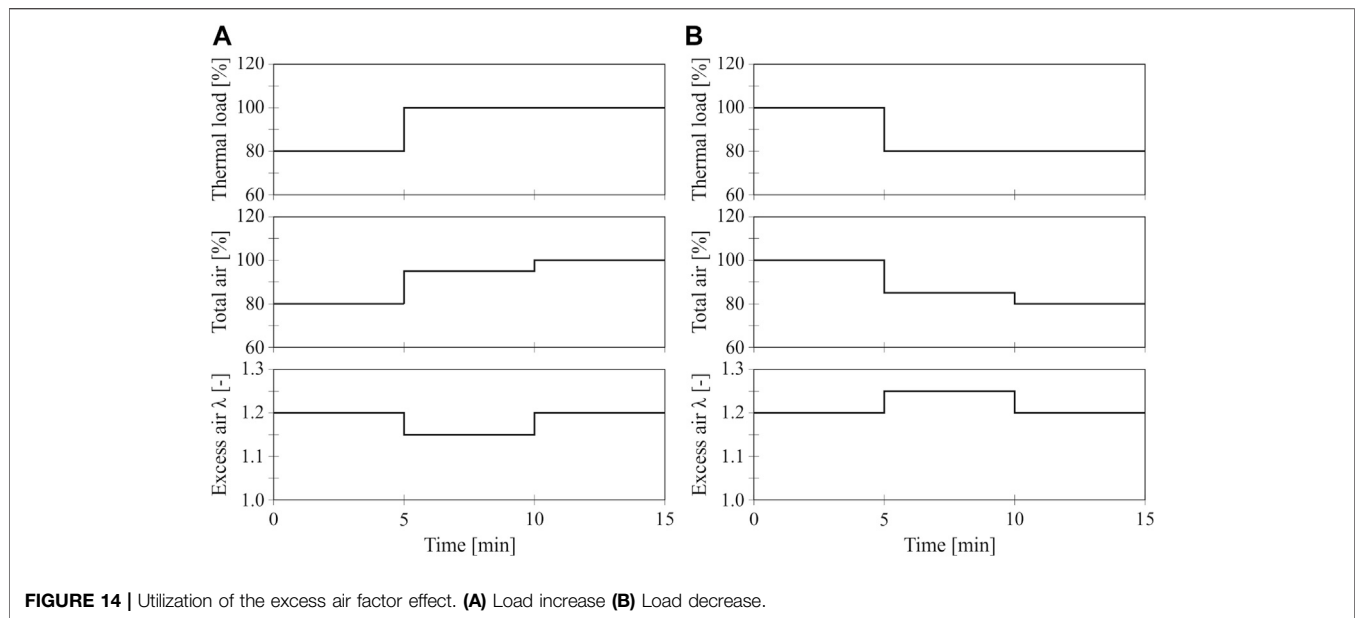 A
Thermal load [%]
120
100
80
60
Total air [%]
120
100
80
60
Excess air λ [-]
1.3
1.2
1.1
1.0
0 5 10 15
Time [min]
B
Thermal load [%]
120
100
80
60
Total air [%]
120
100
80
60
Excess air λ [-]
1.3
1.2
1.1
1.0
0 5 10 15
Time [min]
FIGURE 14 | Utilization of the excess air factor effect. (A) Load increase (B) Load decrease.